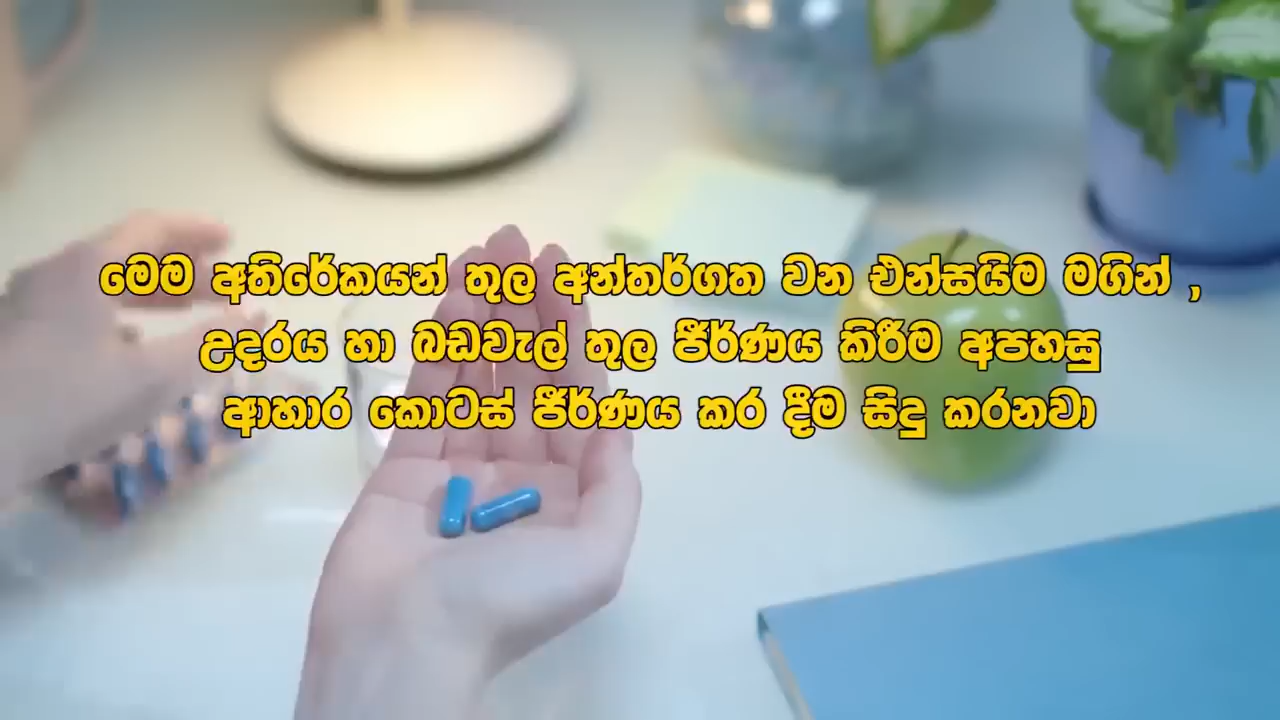 මෙම අතිරේකයන් තුල අන්තර්ගත වන එන්සයිම මගින් ,
උදරය හා බඩවැල් තුල ජීර්ණය කිරීම අපහසු
ආහාර කොටස් ජීර්ණය කර දීම සිදු කරනවා